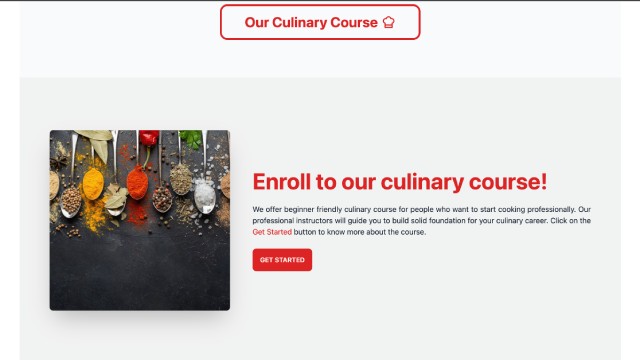 Our Culinary Course
Enroll to our culinary course!
We offer beginner friendly culinary course for people who want to start cooking professionally. Our
professional instructors will guide you to build solid foundation for your culinary career. Click on the
Get Started button to know more about the course.
GET STARTED